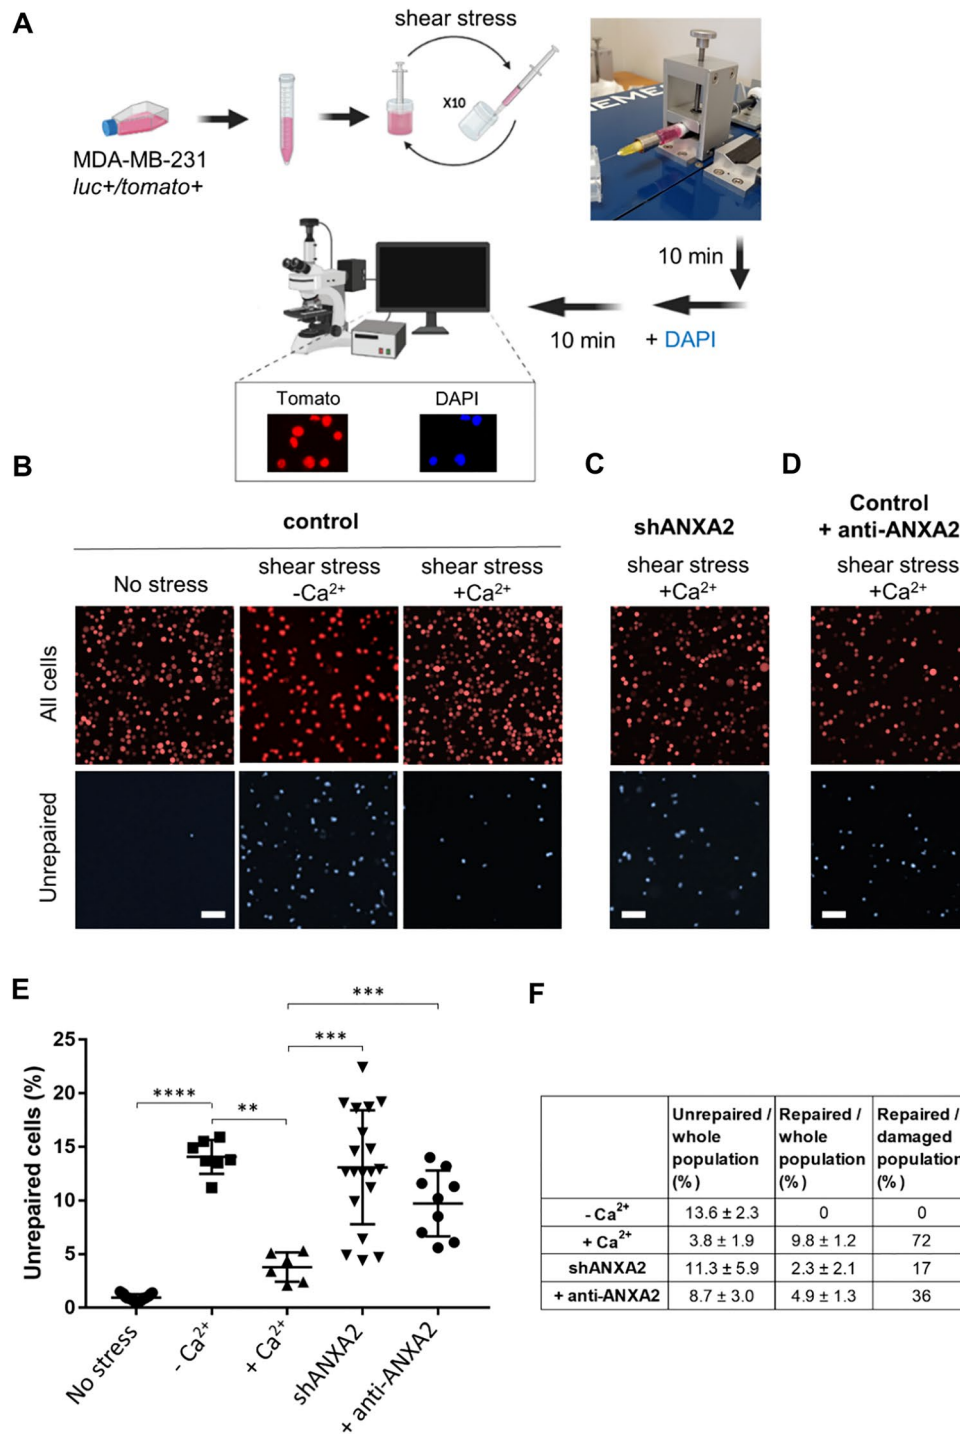 A
shear stress
X10
MDA-MB-231
luc+/tomato+
10 min
10 min + DAPI
Tomato DAPI
B
C
D
control
shARNXA2
Control
+ anti-ANXA2
No stress
shear stress
-Ca²⁺
shear stress
+Ca²⁺
shear stress
+Ca²⁺
shear stress
+Ca²⁺
All cells
Unrepaired
E
Unrepaired cells (%)
25
20
15
10
5
0
****
**
***
***
No stress
- Ca²⁺
+ Ca²⁺
shANXA2
+ anti-ANXA2
F
Unrepaired / whole population (%)
Repaired / whole population (%)
Repaired / damaged population (%)
- Ca²⁺ 13.6 ± 2.3 0 0
+ Ca²⁺ 3.8 ± 1.9 9.8 ± 1.2 72
shANXA2 11.3 ± 5.9 2.3 ± 2.1 17
+ anti-ANXA2 8.7 ± 3.0 4.9 ± 1.3 36